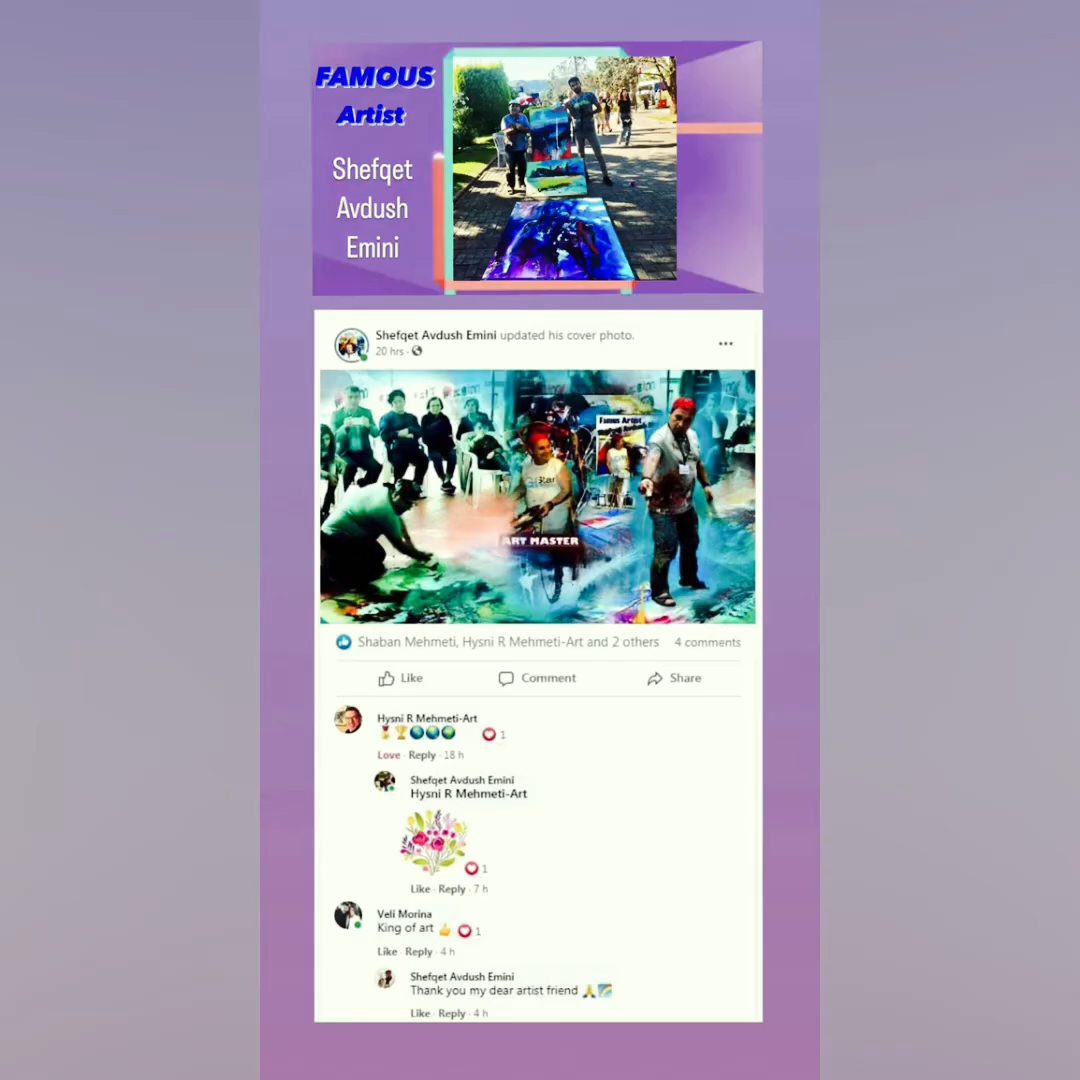 FAMOUS
Artist
Shefqet
Avdush
Emini
Shefqet Avdush Emini updated his cover photo.
20 hrs ·
Famus Artist
Star
ART MASTER
Shaban Mehmeti, Hysni R Mehmeti-Art and 2 others 4 comments
Like Comment Share
Hysni R Mehmeti-Art
1
Love · Reply · 18 h
Shefqet Avdush Emini
Hysni R Mehmeti-Art
1
Like · Reply · 7 h
Veli Morina
King of art 👍 1
Like · Reply · 4 h
Shefqet Avdush Emini
Thank you my dear artist friend 🙏
Like · Reply · 4 h